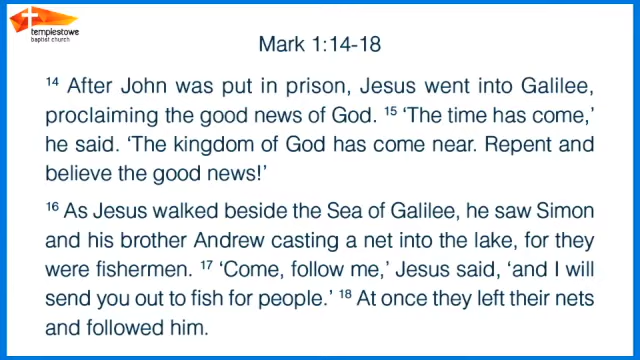 templestowe
baptist church
Mark 1:14-18
¹⁴ After John was put in prison, Jesus went into Galilee,
proclaiming the good news of God. ¹⁵ ‘The time has come,’
he said. ‘The kingdom of God has come near. Repent and
believe the good news!’
¹⁶ As Jesus walked beside the Sea of Galilee, he saw Simon
and his brother Andrew casting a net into the lake, for they
were fishermen. ¹⁷ ‘Come, follow me,’ Jesus said, ‘and I will
send you out to fish for people.’ ¹⁸ At once they left their nets
and followed him.